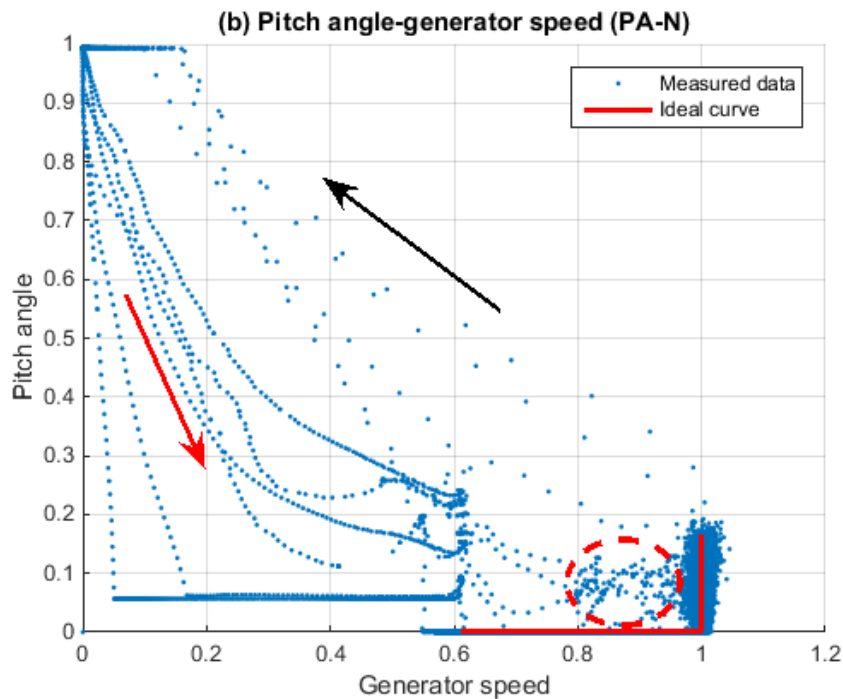 (b) Pitch angle-generator speed (PA-N)
Measured data
Ideal curve
Pitch angle
1
0.9
0.8
0.7
0.6
0.5
0.4
0.3
0.2
0.1
0
0 0.2 0.4 0.6 0.8 1 1.2
Generator speed